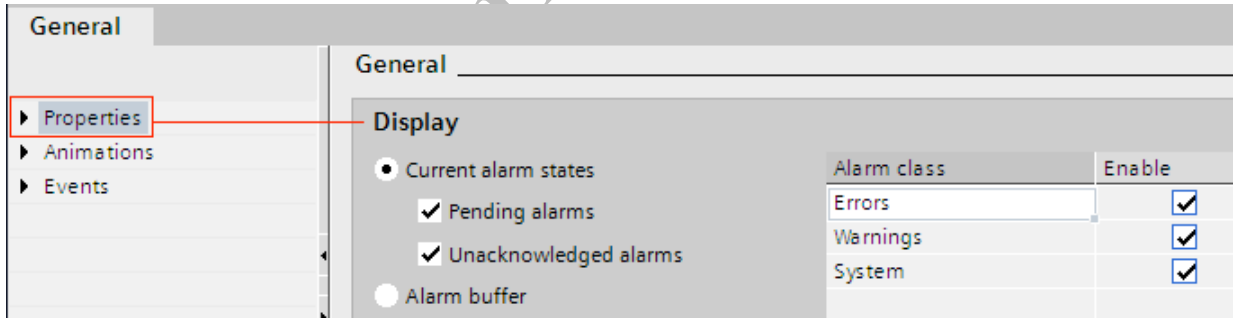 General
General
Properties
Animations
Events
Display
Current alarm states
Pending alarms
Unacknowledged alarms
Alarm buffer
Alarm class Enable
Errors
Warnings
System